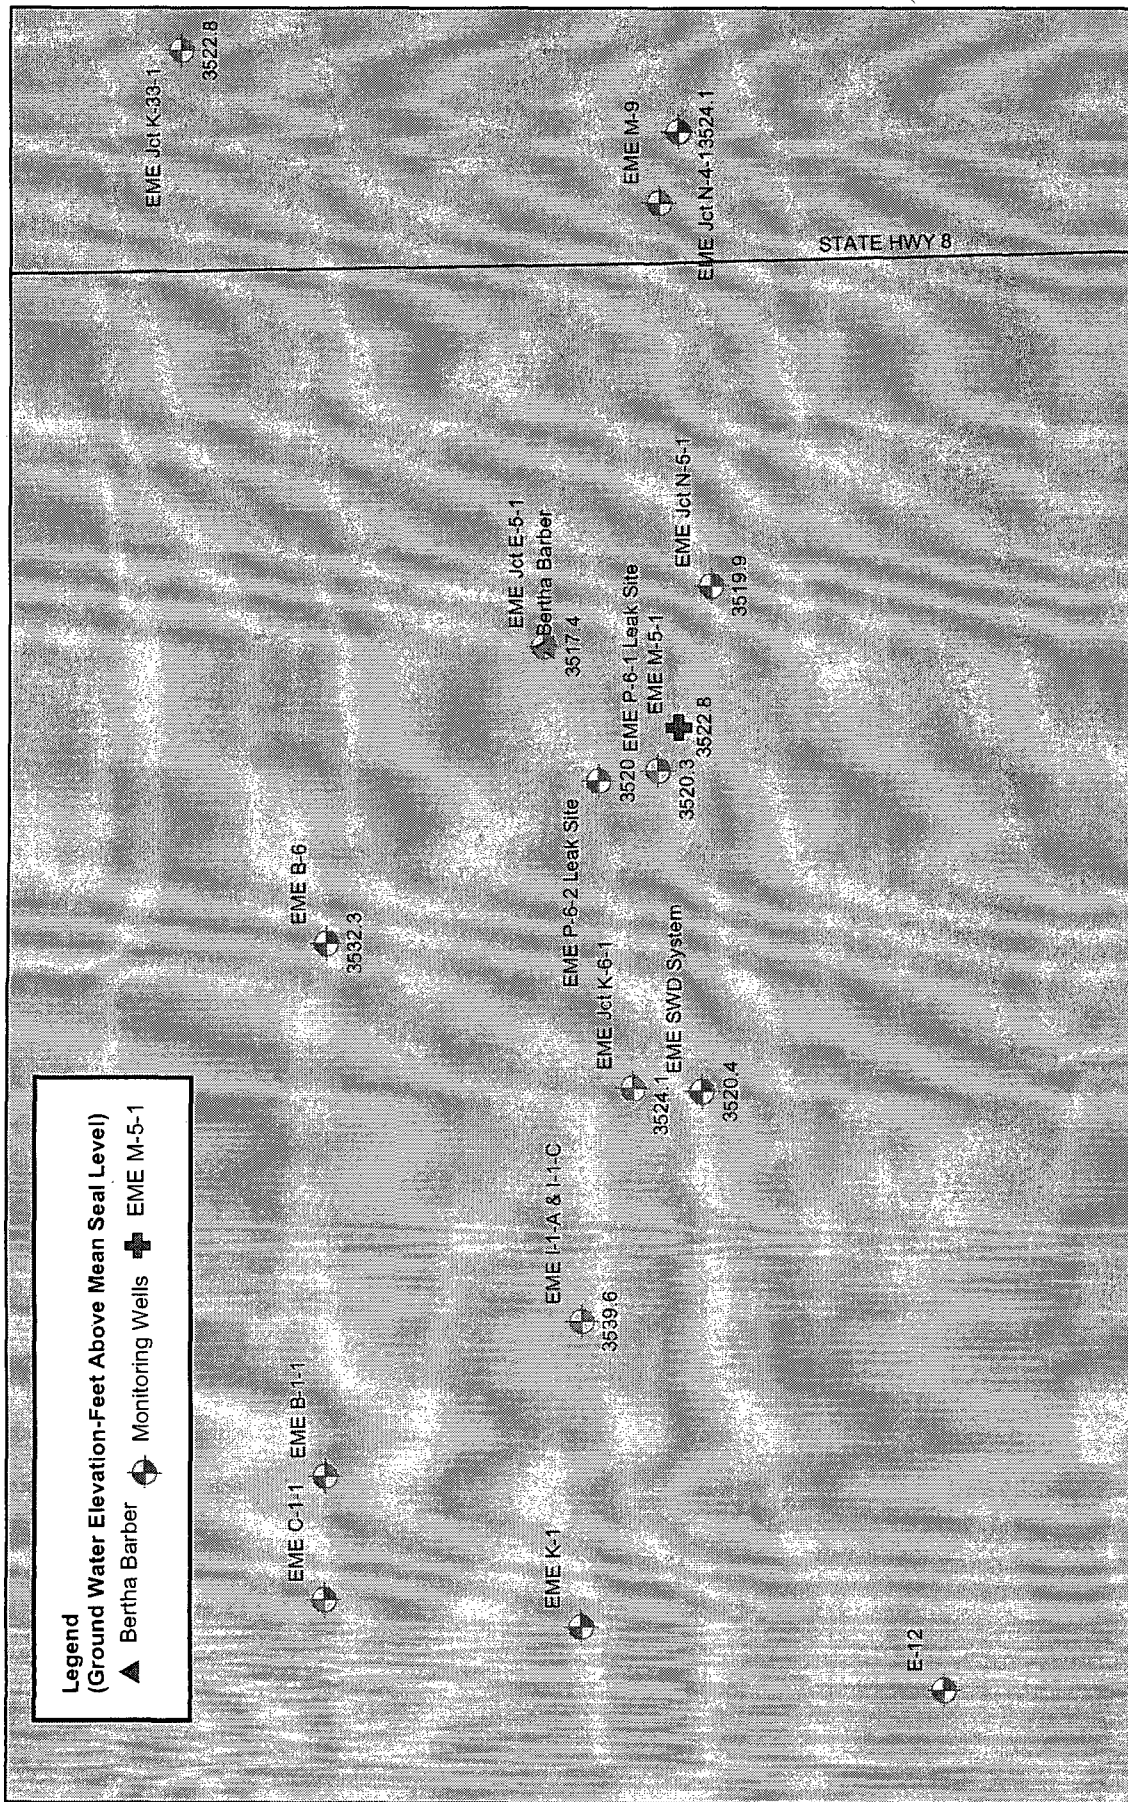 Legend
(Ground Water Elevation-Feet Above Mean Seal Level)
Bertha Barber
Monitoring Wells
EME M-5-1
EME Jct K-33-1
3522.8
EME C-1-1
EME B-1-1
EME B-6
3532.3
EME Jct E-5-1
Bertha Barber
3517.4
EME K-1
EME I-1-A & I-1-C
3539.6
EME P-6-2 Leak Site
3520
EME P-6-1 Leak Site
3520.3
EME M-5-1
3522.8
EME M-9
EME Jct N-4-1
3524.1
EME Jct K-6-1
3524.1
EME SWD System
3520.4
EME Jct N-5-1
3519.9
STATE HWY 8
E-12